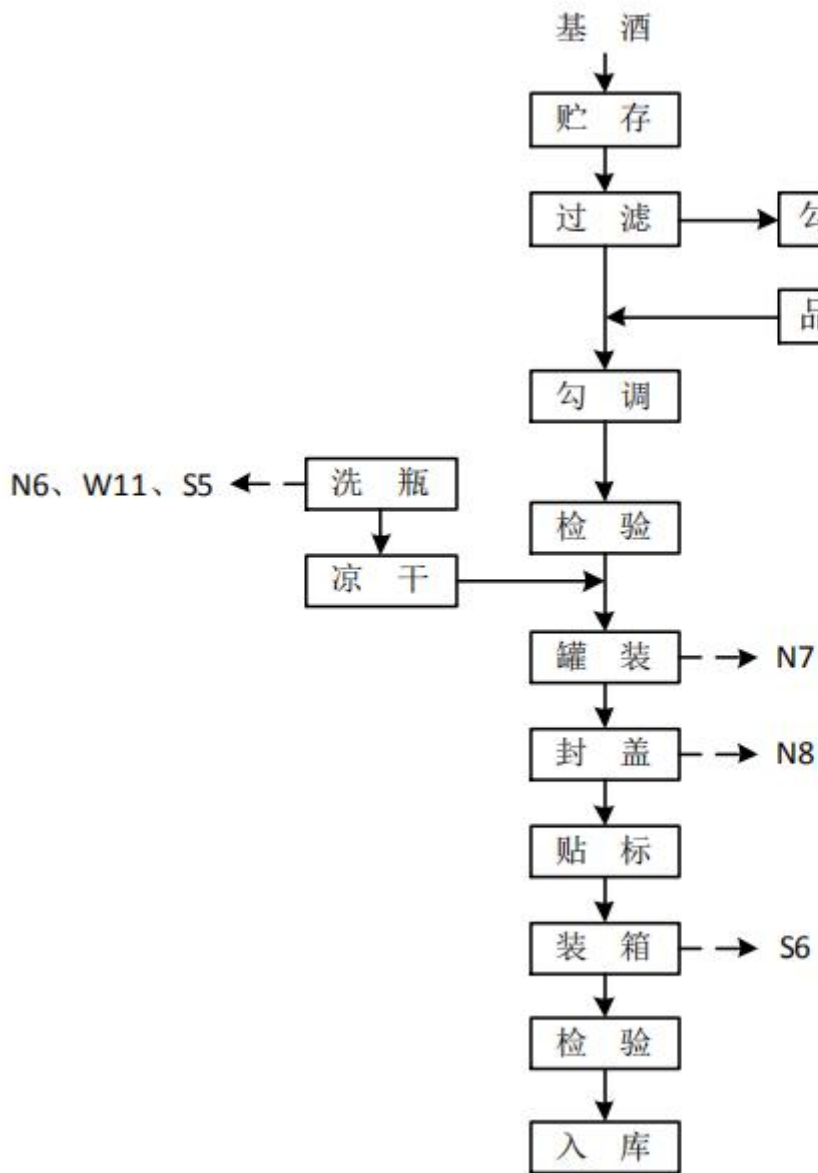 基 酒
贮 存
过 滤
勾 调
N6、W11、S5
洗 瓶
检 验
凉 干
罐 装
N7
封 盖
N8
贴 标
装 箱
S6
检 验
入 库